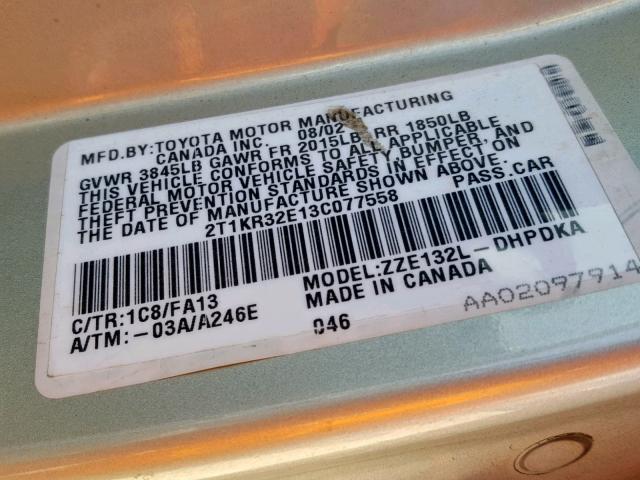 MFD.BY:TOYOTA MOTOR MANUFACTURING
CANADA INC. 08/02
GVWR 3845LB GAWR FR 2015LB RR 1850LB
THIS VEHICLE CONFORMS TO ALL APPLICABLE
FEDERAL MOTOR VEHICLE SAFETY, BUMPER, AND
THEFT PREVENTION STANDARDS IN EFFECT ON
THE DATE OF MANUFACTURE SHOWN ABOVE.
2T1KR32E13C077558 PASS.CAR
C/TR:1C8/FA13 MODEL:ZZE132L-DHPDKA
A/TM:-03A/A246E MADE IN CANADA
046 AA02097914